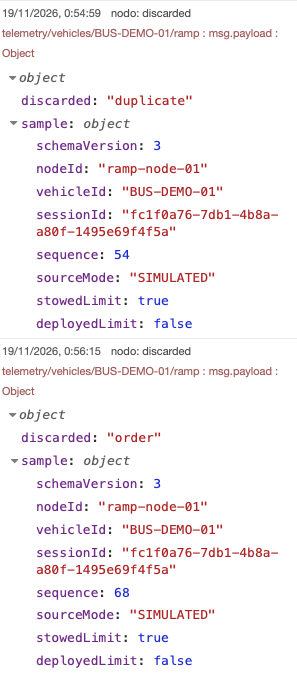 19/11/2026, 0:54:59 nodo: discarded
telemetry/vehicles/BUS-DEMO-01/ramp : msg.payload :
Object
object
discarded: "duplicate"
sample: object
schemaVersion: 3
nodeId: "ramp-node-01"
vehicleId: "BUS-DEMO-01"
sessionId: "fc1f0a76-7db1-4b8a-
a80f-1495e69f4f5a"
sequence: 54
sourceMode: "SIMULATED"
stowedLimit: true
deployedLimit: false
19/11/2026, 0:56:15 nodo: discarded
telemetry/vehicles/BUS-DEMO-01/ramp : msg.payload :
Object
object
discarded: "order"
sample: object
schemaVersion: 3
nodeId: "ramp-node-01"
vehicleId: "BUS-DEMO-01"
sessionId: "fc1f0a76-7db1-4b8a-
a80f-1495e69f4f5a"
sequence: 68
sourceMode: "SIMULATED"
stowedLimit: true
deployedLimit: false